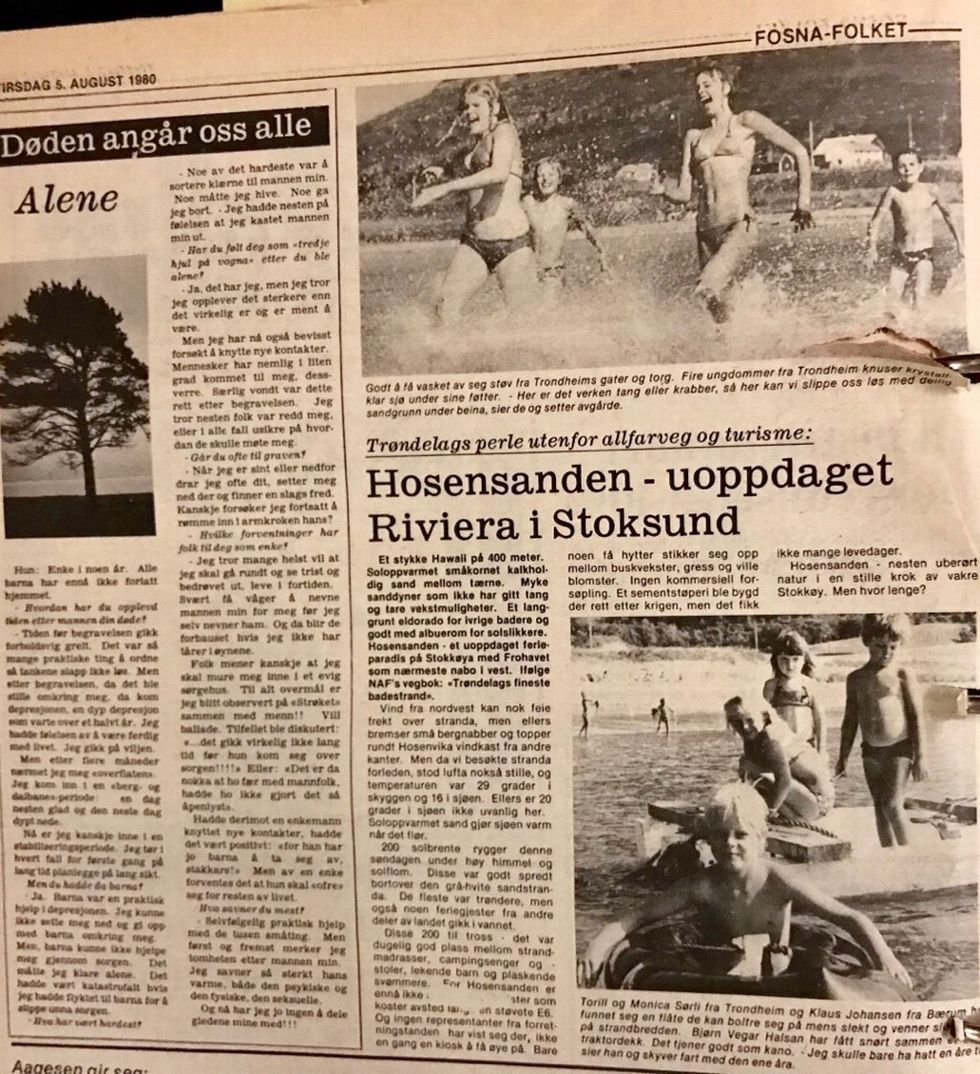 FOSNA-FOLKET
TIRSDAG 5. AUGUST 1980
Døden angår oss alle
Alene
Hun: Enke i noen år. Alle
barna har ennå ikke forlatt
hjemmet.
- Hvordan har du opplevd
tiden etter mannen din døde?
- Tiden før begravelsen gikk
forholdsvig greit. Det var så
mange praktiske ting å ordne
så tankene slapp ikke løs. Men
etter begravelsen, da det ble
stille omkring meg, da kom
depresjonen, en dyp depresjon
som varte over et halvt år. Jeg
hadde følelsen av å være ferdig
med livet. Jeg gikk på viljen.
Men etter flere måneder
nærmet jeg meg «overflaten».
Jeg kom inn i en «berg- og
dalbane»-periode: en dag
nesten glad og den neste dag
dypt nede.
Nå er jeg kanskje inne i en
stabiliseringsperiode. Jeg tør i
hvert fall for første gang på
lang tid planlegge på lang sikt.
Men du hadde da barna?
- Ja. Barna var en praktisk
hjelp i depresjonen. Jeg kunne
ikke sette meg ned og gi opp
med barna omkring meg.
Men, barna kunne ikke hjelpe
meg gjennom sorgen. Det
måtte jeg klare alene. Det
hadde vært katastrofalt hvis
jeg hadde flyktet til barna for å
slippe unna sorgen.
- Hva har vært hardest?
- Noe av det hardeste var å
sortere klærne til mannen min.
Noe måtte jeg hive. Noe ga
jeg bort. - Jeg hadde nesten på
følelsen at jeg kastet mannen
min ut.
- Har du følt deg som «tredje
hjul på vogna» etter du ble
alene?
- Ja, det har jeg, men jeg tror
jeg opplever det sterkere enn
det virkelig er og er ment å
være.
Men jeg har nå også bevisst
forsøkt å knytte nye kontakter.
Mennesker har nemlig i liten
grad kommet til meg, dess-
verre. Særlig vondt var dette
rett etter begravelsen. Jeg
tror nesten folk var redd meg,
eller i alle fall usikre på hvor-
dan de skulle møte meg.
- Går du ofte til graven?
- Når jeg er sint eller nedfor
drar jeg ofte dit, setter meg
ned der og finner en slags fred.
Kanskje forsøker jeg fortsatt å
rømme inn i armkroken hans?
- Hvilke forventninger har
folk til deg som enke?
- Jeg tror mange helst vil at
jeg skal gå rundt og se trist og
bedrøvet ut, leve i fortiden.
Svært få våger å nevne
mannen min for meg før jeg
selv nevner ham. Og da blir de
forbauset hvis jeg ikke har
tårer i øynene.
Folk mener kanskje at jeg
skal mure meg inne i et evig
sørgehus. Til alt overmål er
jeg blitt observert på «Strøket»
sammen med menn!! Vill
ballade. Tilfellet ble diskutert:
«...det gikk virkelig ikke lang
tid før hun kom seg over
sorgen!!!!» Eller: «Det er da
nokka at ho fær med mannfolk,
hadde ho ikke gjort det så
åpenlyst».
Hadde derimot en enkemann
knyttet nye kontakter, hadde
det vært positivt: «for han har
jo barna å ta seg av,
stakkars!» Men av en enke
forventes det at hun skal «ofre»
seg for resten av livet.
Hva savner du mest?
- Selvfølgelig praktisk hjelp
med de tusen småting. Men
først og fremst merker jeg
tomheten etter mannen min.
Jeg savner så sterkt hans
varme, både den psykiske og
den fysiske, den seksuelle.
Og nå har jeg jo ingen å dele
gledene mine med!!!
Godt å få vasket av seg støv fra Trondheims gater og torg. Fire ungdommer fra Trondheim knuser krystall
klar sjø under sine føtter. - Her er det verken tang eller krabber, så her kan vi slippe oss løs med deilig
sandgrunn under beina, sier de og setter avgårde.
Trøndelags perle utenfor allfarveg og turisme:
Hosensanden - uoppdaget
Riviera i Stoksund
Et stykke Hawaii på 400 meter.
Soloppvarmet småkornet kalkhol-
dig sand mellom tærne. Myke
sanddyner som ikke har gitt tang
og tare vekstmuligheter. Et lang-
grunt eldorado for ivrige badere og
godt med albuerom for solslikkere.
Hosensanden - et uoppdaget ferie-
paradis på Stokkøya med Frohavet
som nærmeste nabo i vest. Ifølge
NAF's vegbok: «Trøndelags fineste
badestrand».
Vind fra nordvest kan nok feie
frekt over stranda, men ellers
bremser små bergnabber og topper
rundt Hosenvika vindkast fra andre
kanter. Men da vi besøkte stranda
forleden, stod lufta nokså stille, og
temperaturen var 29 grader i
skyggen og 16 i sjøen. Ellers er 20
grader i sjøen ikke uvanlig her.
Soloppvarmet sand gjør sjøen varm
når det flør.
200 solbrente rygger denne
søndagen under høy himmel og
solflom. Disse var godt spredt
bortover den grå-hvite sandstran-
da. De fleste var trøndere, men
også noen feriegjester fra andre
deler av landet gikk i vannet.
Disse 200 til tross - det var
dugelig god plass mellom strand-
madrasser, campingsenger og -
stoler, lekende barn og plaskende
svømmere. For Hosensanden er
ennå ikke ster som
koster avsted la en støvete E6.
Og ingen representanter fra forret-
ningstanden har vist seg der, ikke
en gang en kiosk å få øye på. Bare
noen få hytter stikker seg opp
mellom buskvekster, gress og ville
blomster. Ingen kommersiell for-
søpling. Et sementstøperi ble bygd
der rett etter krigen, men det fikk
ikke mange levedager.
Hosensanden - nesten uberørt
natur i en stille krok av vakre
Stokkøy. Men hvor lenge?
Torill og Monica Sørli fra Trondheim og Klaus Johansen fra Bærum h
funnet seg en flåte de kan boltre seg på mens slekt og venner sl
på strandbredden. Bjørn Vegar Halsan har fått snørt sammen e
traktordekk. Det tjener godt som kano. - Jeg skulle bare ha hatt en åre t
sier han og skyver fart med den ene åra.
Aagesen gir seg: